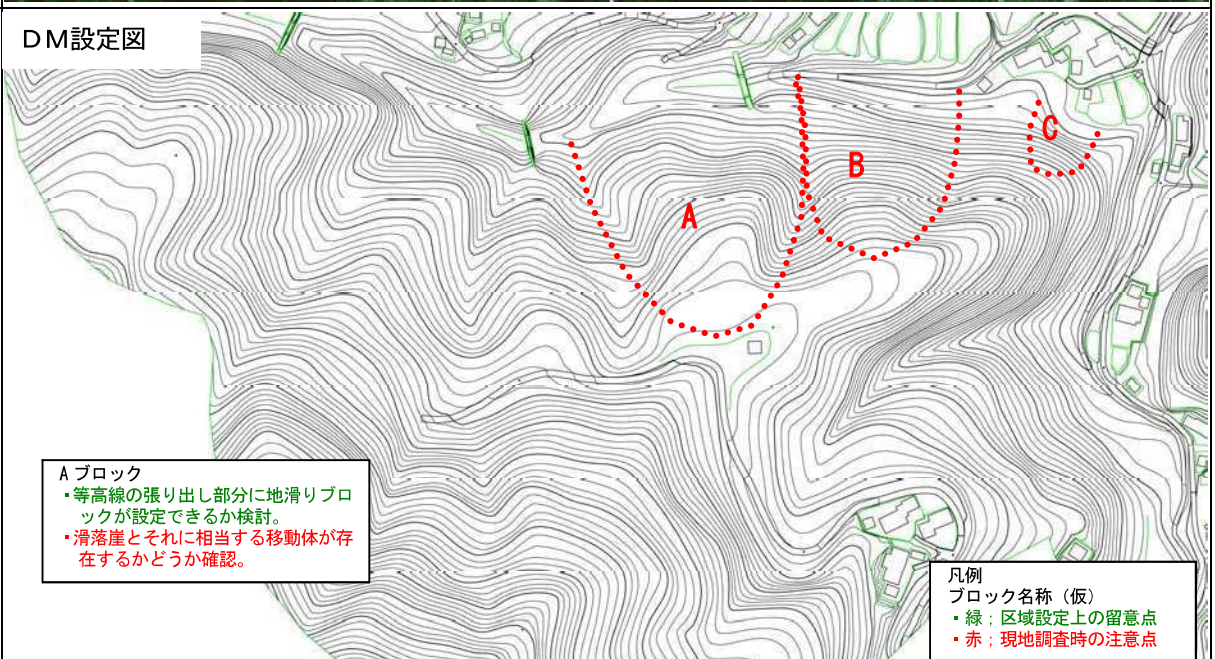 DM設定図
A
B
C
Aブロック
・等高線の張り出し部分に地滑りブロ
ックが設定できるか検討。
・滑落崖とそれに相当する移動体が存
在するかどうか確認。
凡例
ブロック名称（仮）
・緑；区域設定上の留意点
・赤；現地調査時の注意点